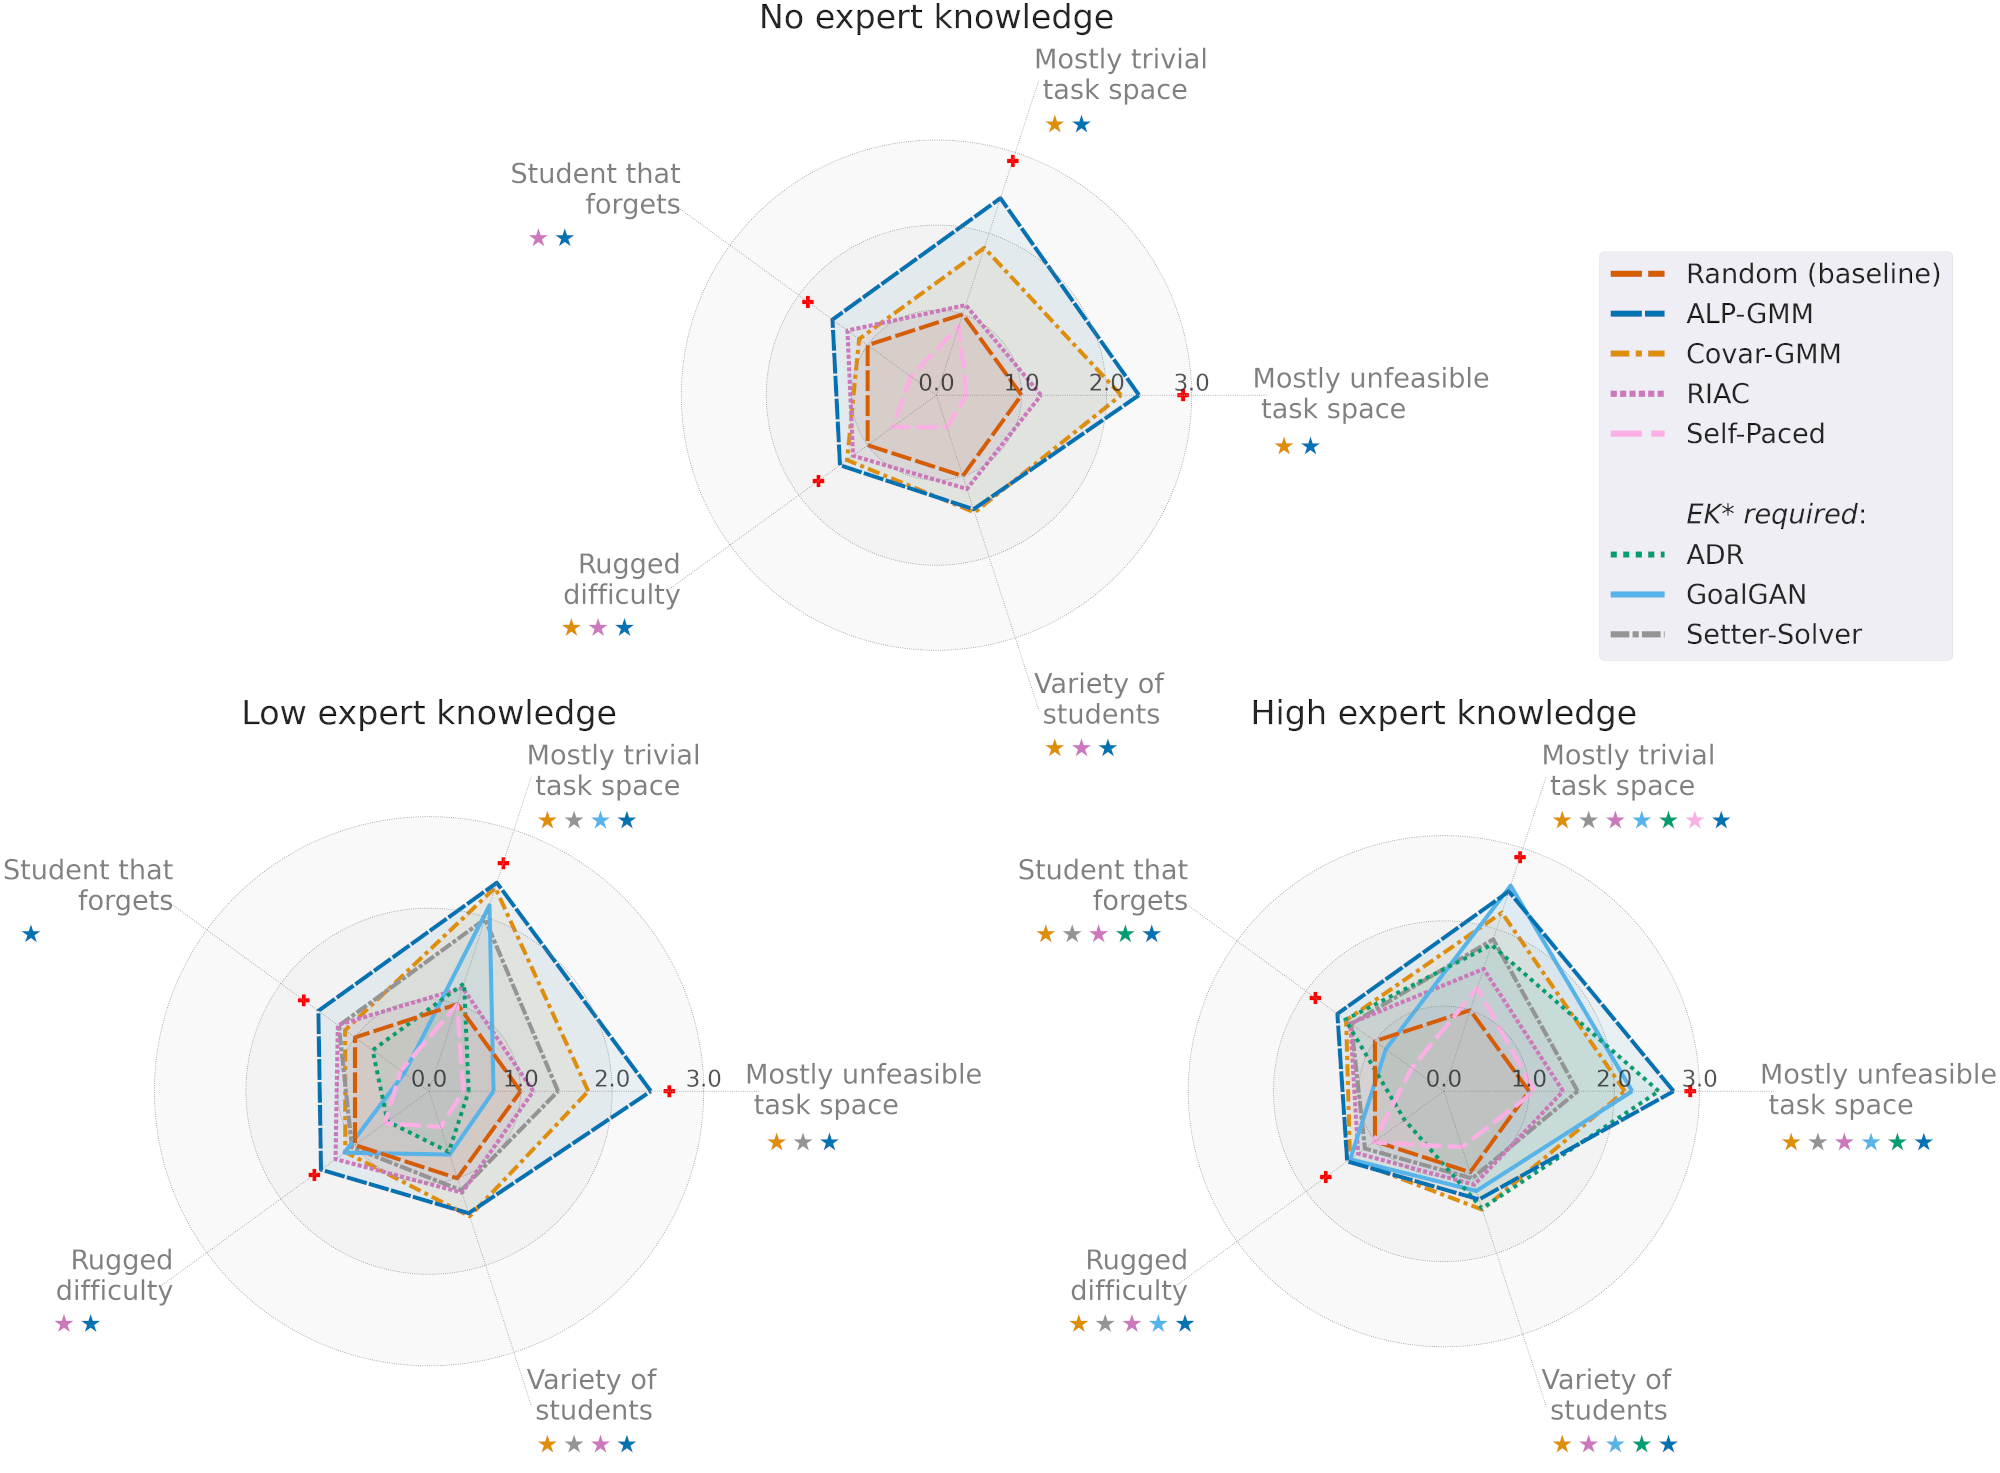 No expert knowledge
Mostly trivial
task space
Student that
forgets
0.0
1.0
2.0
3.0
Mostly unfeasible
task space
Rugged
difficulty
Variety of
students
Random (baseline)
ALP-GMM
Covar-GMM
RIAC
Self-Paced
EK* required:
ADR
GoalGAN
Setter-Solver
Low expert knowledge
Mostly trivial
task space
Student that
forgets
0.0
1.0
2.0
3.0
Mostly unfeasible
task space
Rugged
difficulty
Variety of
students
High expert knowledge
Mostly trivial
task space
Student that
forgets
0.0
1.0
2.0
3.0
Mostly unfeasible
task space
Rugged
difficulty
Variety of
students